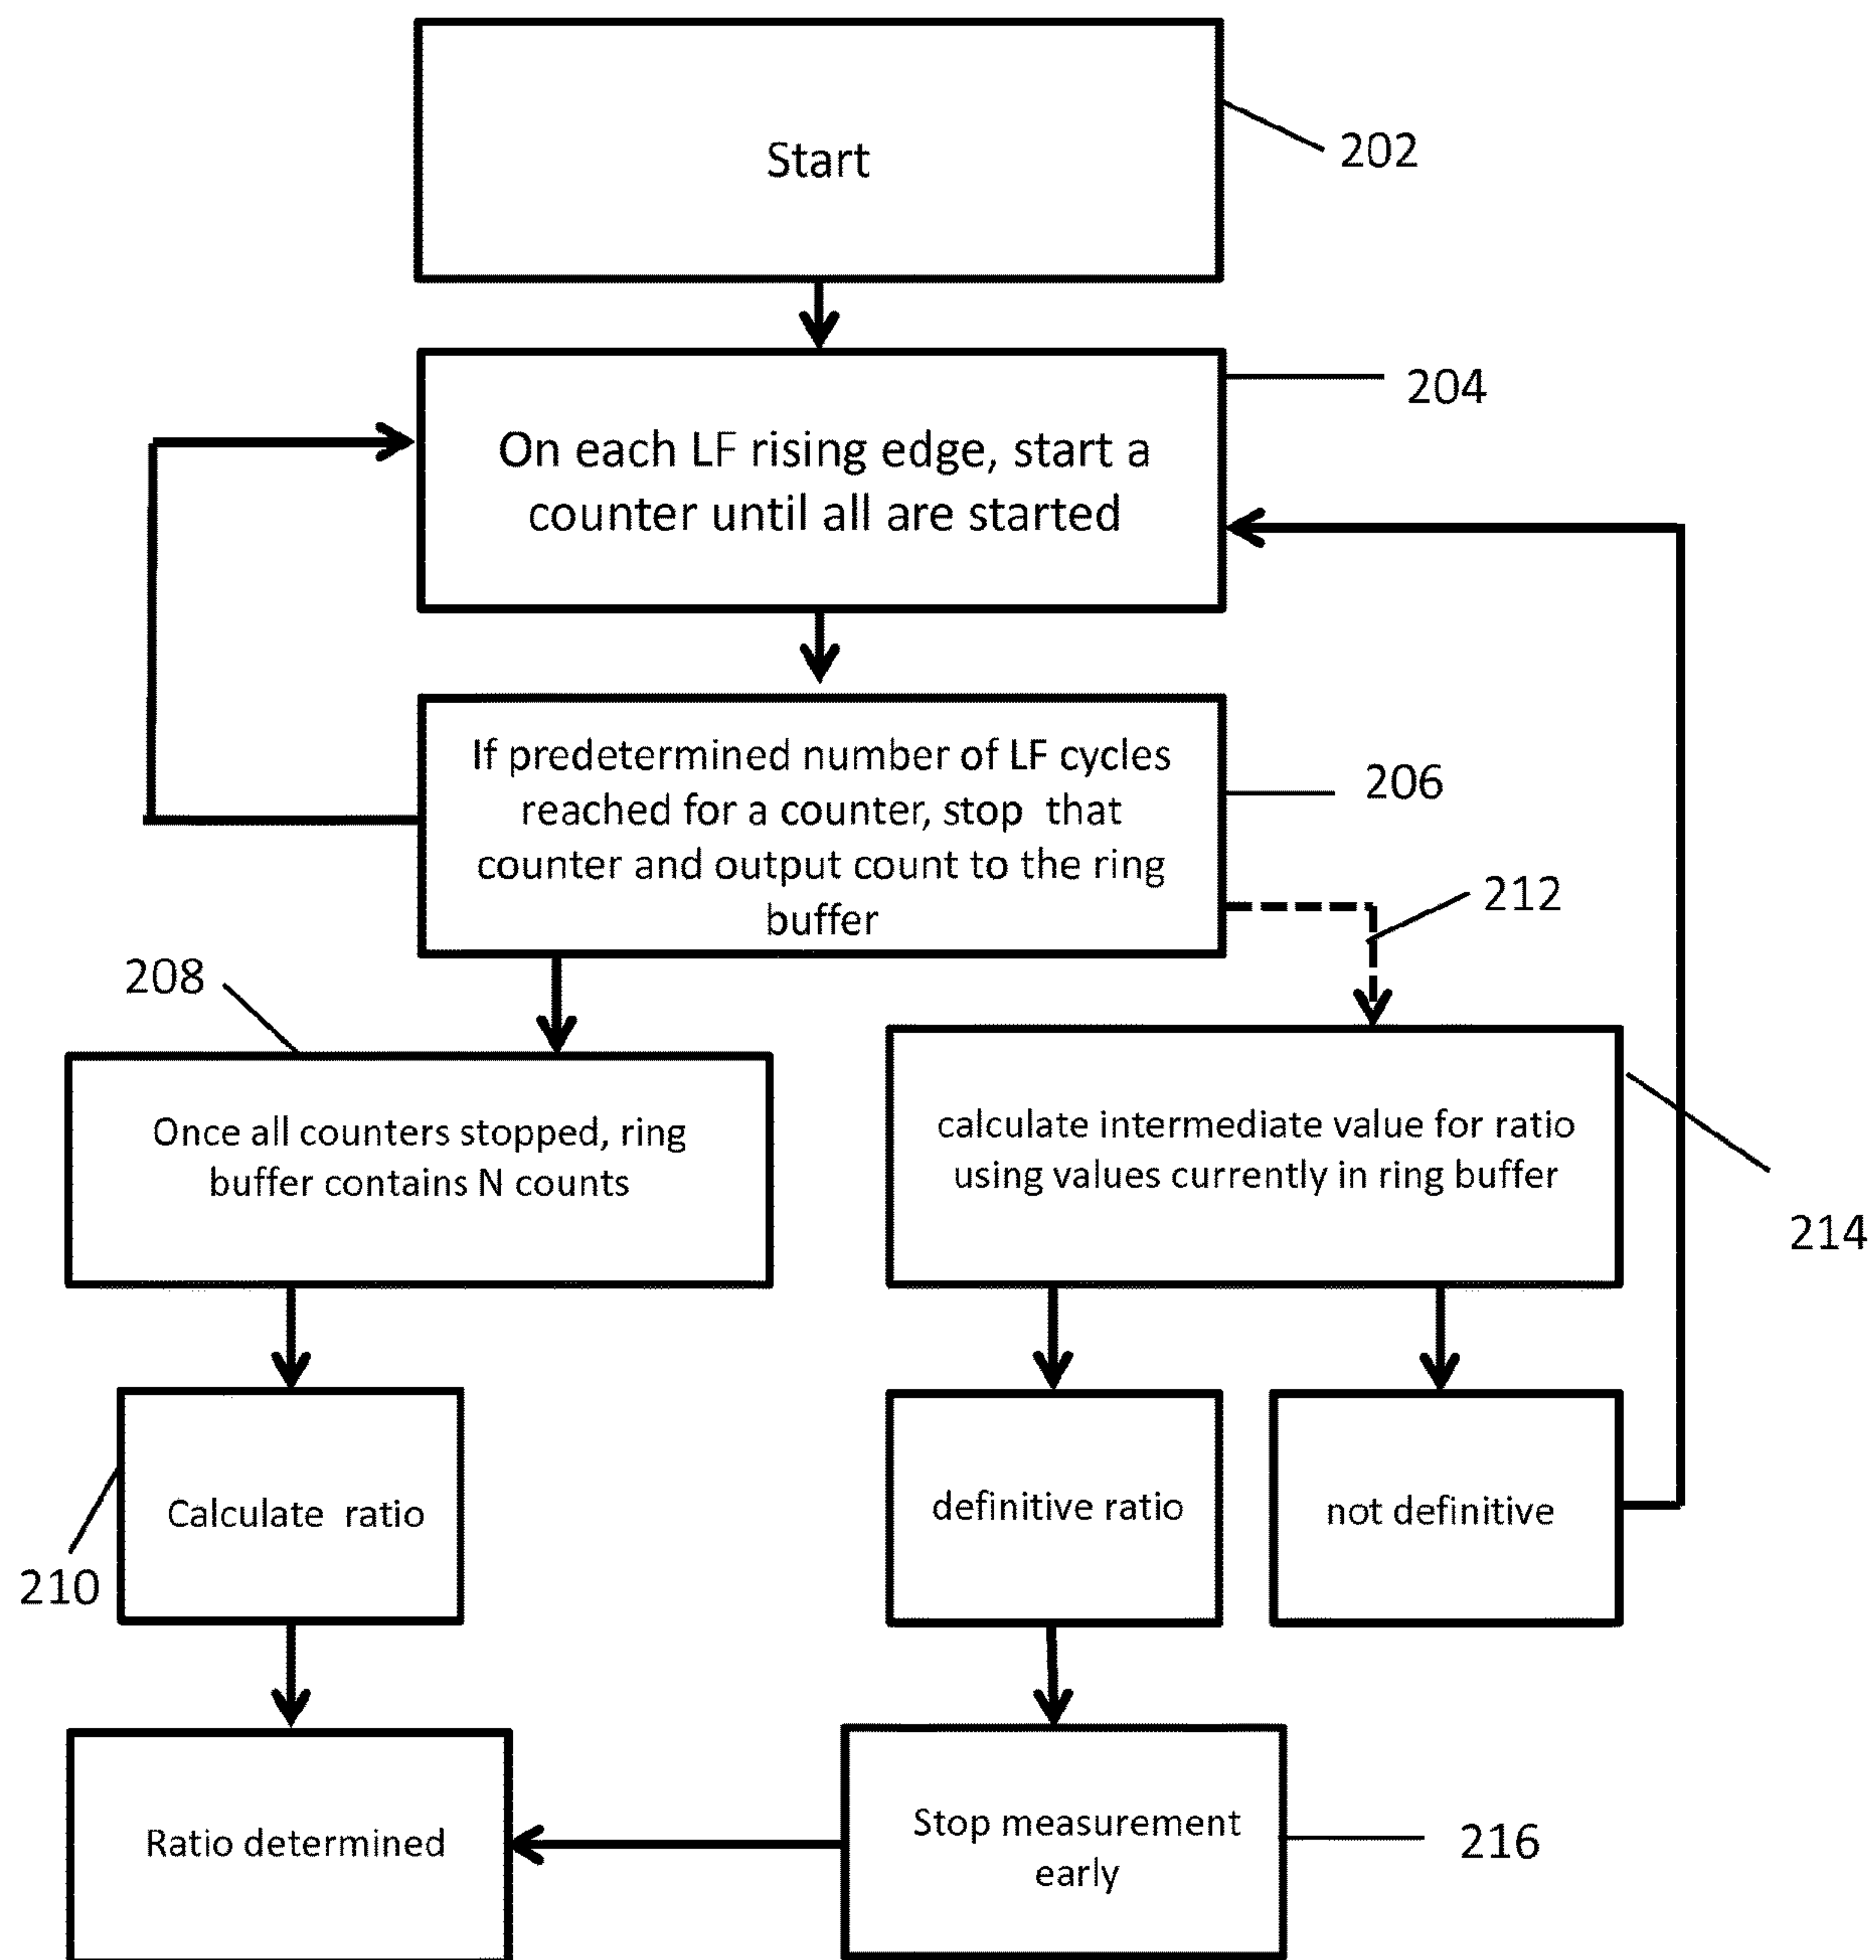 Start
202
204
On each LF rising edge, start a
counter until all are started
If predetermined number of LF cycles
reached for a counter, stop that
counter and output count to the ring
buffer
206
212
208
Once all counters stopped, ring
buffer contains N counts
calculate intermediate value for ratio
using values currently in ring buffer
214
Calculate ratio
210
definitive ratio
not definitive
Ratio determined
Stop measurement
early
216